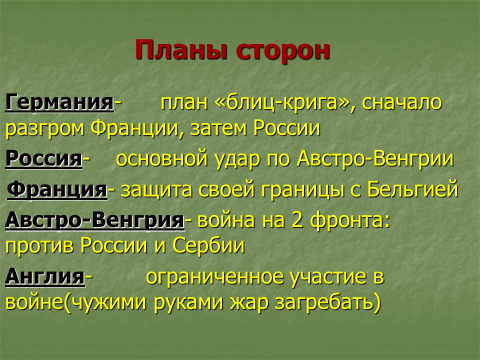 Планы сторон
Германия- план «блиц-крига», сначало
разгром Франции, затем России
Россия- основной удар по Австро-Венгрии
Франция- защита своей границы с Бельгией
Австро-Венгрия- война на 2 фронта:
против России и Сербии
Англия- ограниченное участие в
войне(чужими руками жар загребать)